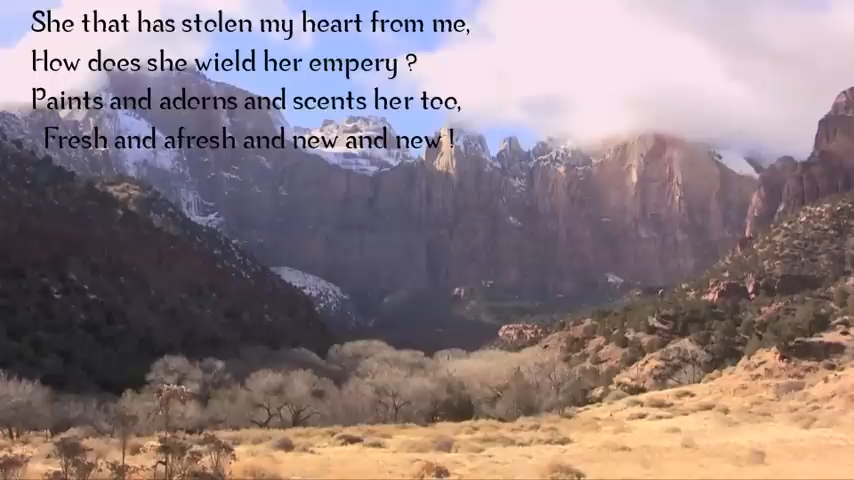 She that has stolen my heart from me,
How does she wield her empery ?
Paints and adorns and scents her too,
Fresh and afresh and new and new !